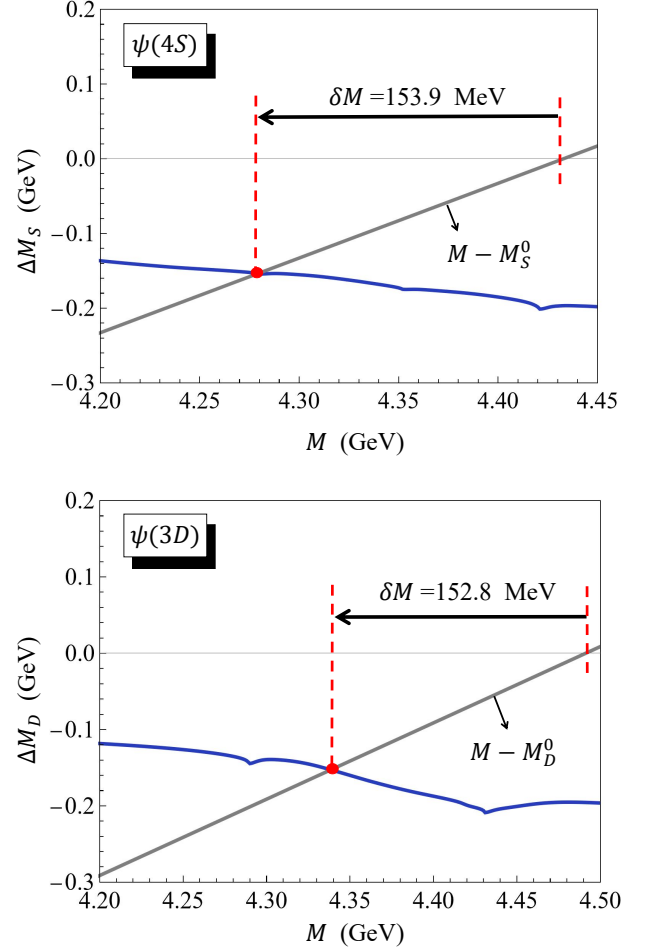 ψ(4S)
δM =153.9 MeV
M − M_S^0
ΔM_S (GeV)
0.2
0.1
0.0
−0.1
−0.2
−0.3
4.20 4.25 4.30 4.35 4.40 4.45
M (GeV)
ψ(3D)
δM =152.8 MeV
M − M_D^0
ΔM_D (GeV)
0.2
0.1
0.0
−0.1
−0.2
−0.3
4.20 4.25 4.30 4.35 4.40 4.45 4.50
M (GeV)